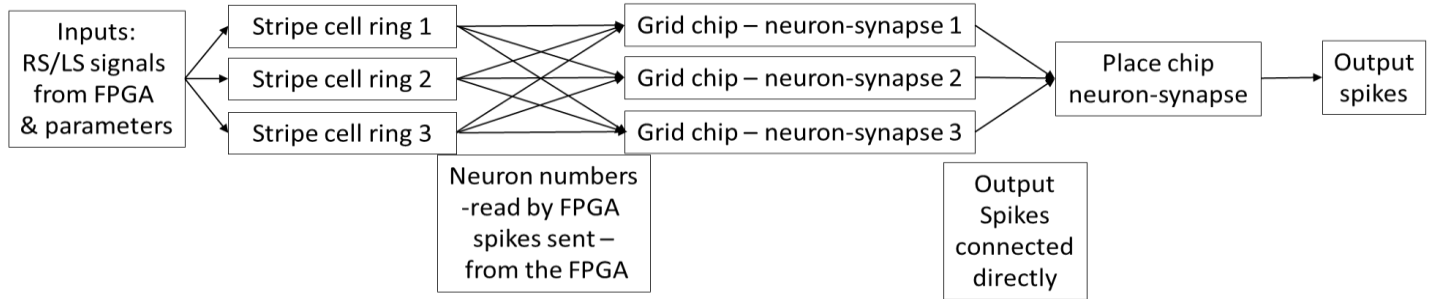 Inputs:
RS/LS signals
from FPGA
& parameters
Stripe cell ring 1
Stripe cell ring 2
Stripe cell ring 3
Neuron numbers
-read by FPGA
spikes sent –
from the FPGA
Grid chip – neuron-synapse 1
Grid chip – neuron-synapse 2
Grid chip – neuron-synapse 3
Output
Spikes
connected
directly
Place chip
neuron-synapse
Output
spikes